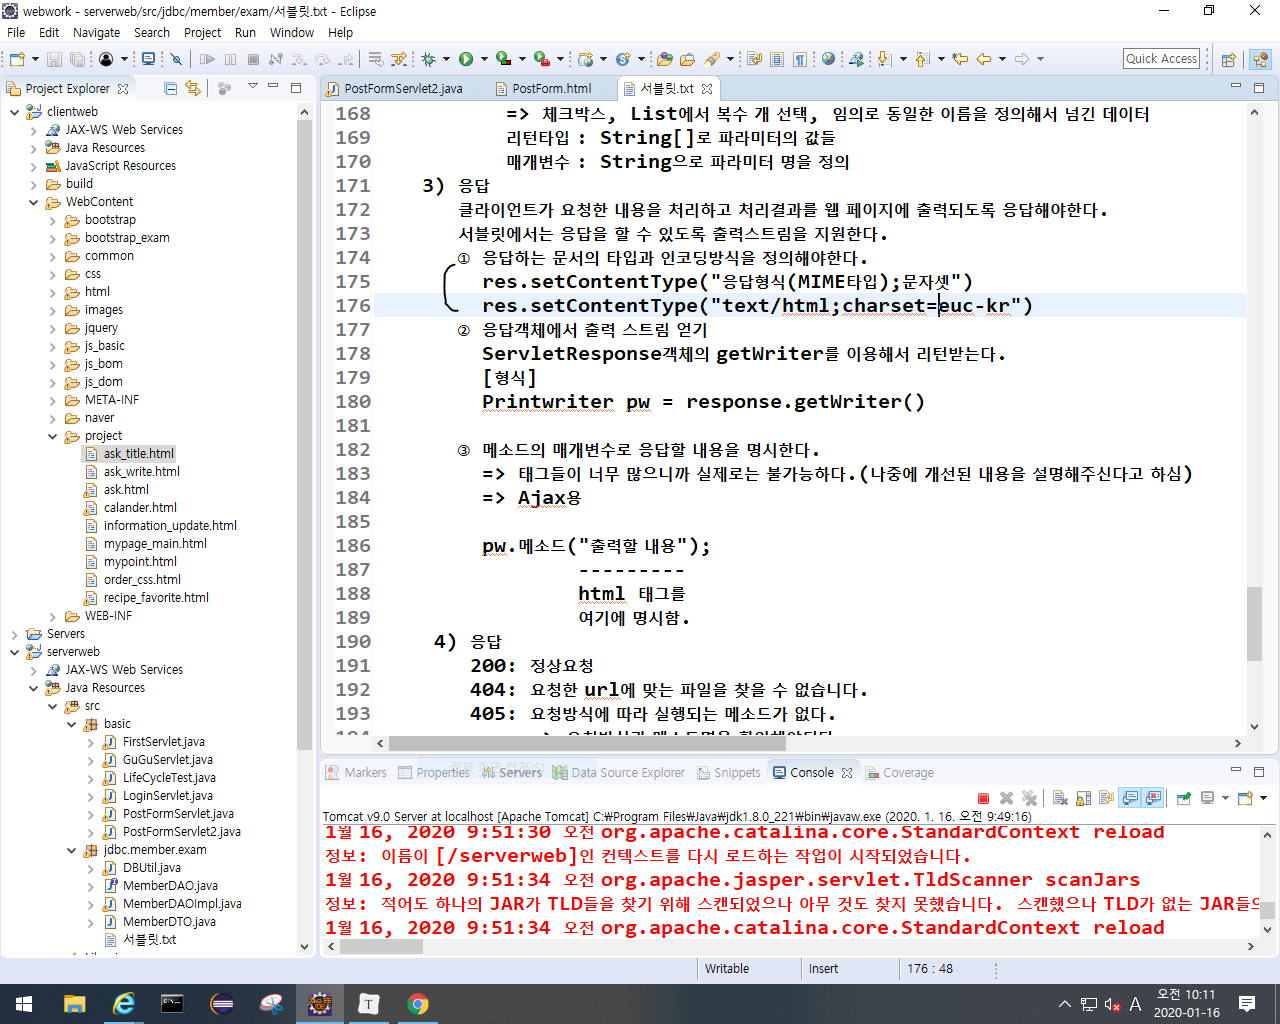 webwork - serverweb/src/jdbc/member/exam/서블릿.txt - Eclipse
File Edit Navigate Search Project Run Window Help
Quick Access
Project Explorer
clientweb
JAX-WS Web Services
Java Resources
JavaScript Resources
build
WebContent
bootstrap
bootstrap_exam
common
css
html
images
jquery
js_basic
js_bom
js_dom
META-INF
naver
project
ask_title.html
ask_write.html
ask.html
calander.html
information_update.html
mypage_main.html
mypoint.html
order_css.html
recipe_favorite.html
WEB-INF
Servers
serverweb
JAX-WS Web Services
Java Resources
src
basic
FirstServlet.java
GuGuServlet.java
LifeCycleTest.java
LoginServlet.java
PostFormServlet.java
PostFormServlet2.java
jdbc.member.exam
DBUtil.java
MemberDAO.java
MemberDAOImpl.java
MemberDTO.java
서블릿.txt
PostFormServlet2.java PostForm.html 서블릿.txt
168 => 체크박스, List에서 복수 개 선택, 임의로 동일한 이름을 정의해서 넘긴 데이터
169 리턴타입 : String[]로 파라미터의 값들
170 매개변수 : String으로 파라미터 명을 정의
171 3) 응답
172 클라이언트가 요청한 내용을 처리하고 처리결과를 웹 페이지에 출력되도록 응답해야한다.
173 서블릿에서는 응답을 할 수 있도록 출력스트림을 지원한다.
174 ① 응답하는 문서의 타입과 인코딩방식을 정의해야한다.
175 res.setContentType("응답형식(MIME타입);문자셋")
176 res.setContentType("text/html;charset=euc-kr")
177 ② 응답객체에서 출력 스트림 얻기
178 ServletResponse객체의 getWriter를 이용해서 리턴받는다.
179 [형식]
180 Printwriter pw = response.getWriter()
181
182 ③ 메소드의 매개변수로 응답할 내용을 명시한다.
183 => 태그들이 너무 많으니까 실제로는 불가능하다.(나중에 개선된 내용을 설명해주신다고 하심)
184 => Ajax용
185
186 pw.메소드("출력할 내용");
187 ---------
188 html 태그를
189 여기에 명시함.
190 4) 응답
191 200: 정상요청
192 404: 요청한 url에 맞는 파일을 찾을 수 없습니다.
193 405: 요청방식에 따라 실행되는 메소드가 없다.
Markers Properties Servers Data Source Explorer Snippets Console Coverage
Tomcat v9.0 Server at localhost [Apache Tomcat] C:₩Program Files₩Java₩jdk1.8.0_221₩bin₩javaw.exe (2020. 1. 16. 오전 9:49:16)
1월 16, 2020 9:51:30 오전 org.apache.catalina.core.StandardContext reload
정보: 이름이 [/serverweb]인 컨텍스트를 다시 로드하는 작업이 시작되었습니다.
1월 16, 2020 9:51:34 오전 org.apache.jasper.servlet.TldScanner scanJars
정보: 적어도 하나의 JAR가 TLD들을 찾기 위해 스캔되었으나 아무 것도 찾지 못했습니다. 스캔했으나 TLD가 없는 JAR들의
1월 16, 2020 9:51:34 오전 org.apache.catalina.core.StandardContext reload
Writable Insert 176 : 48
오전 10:11
2020-01-16